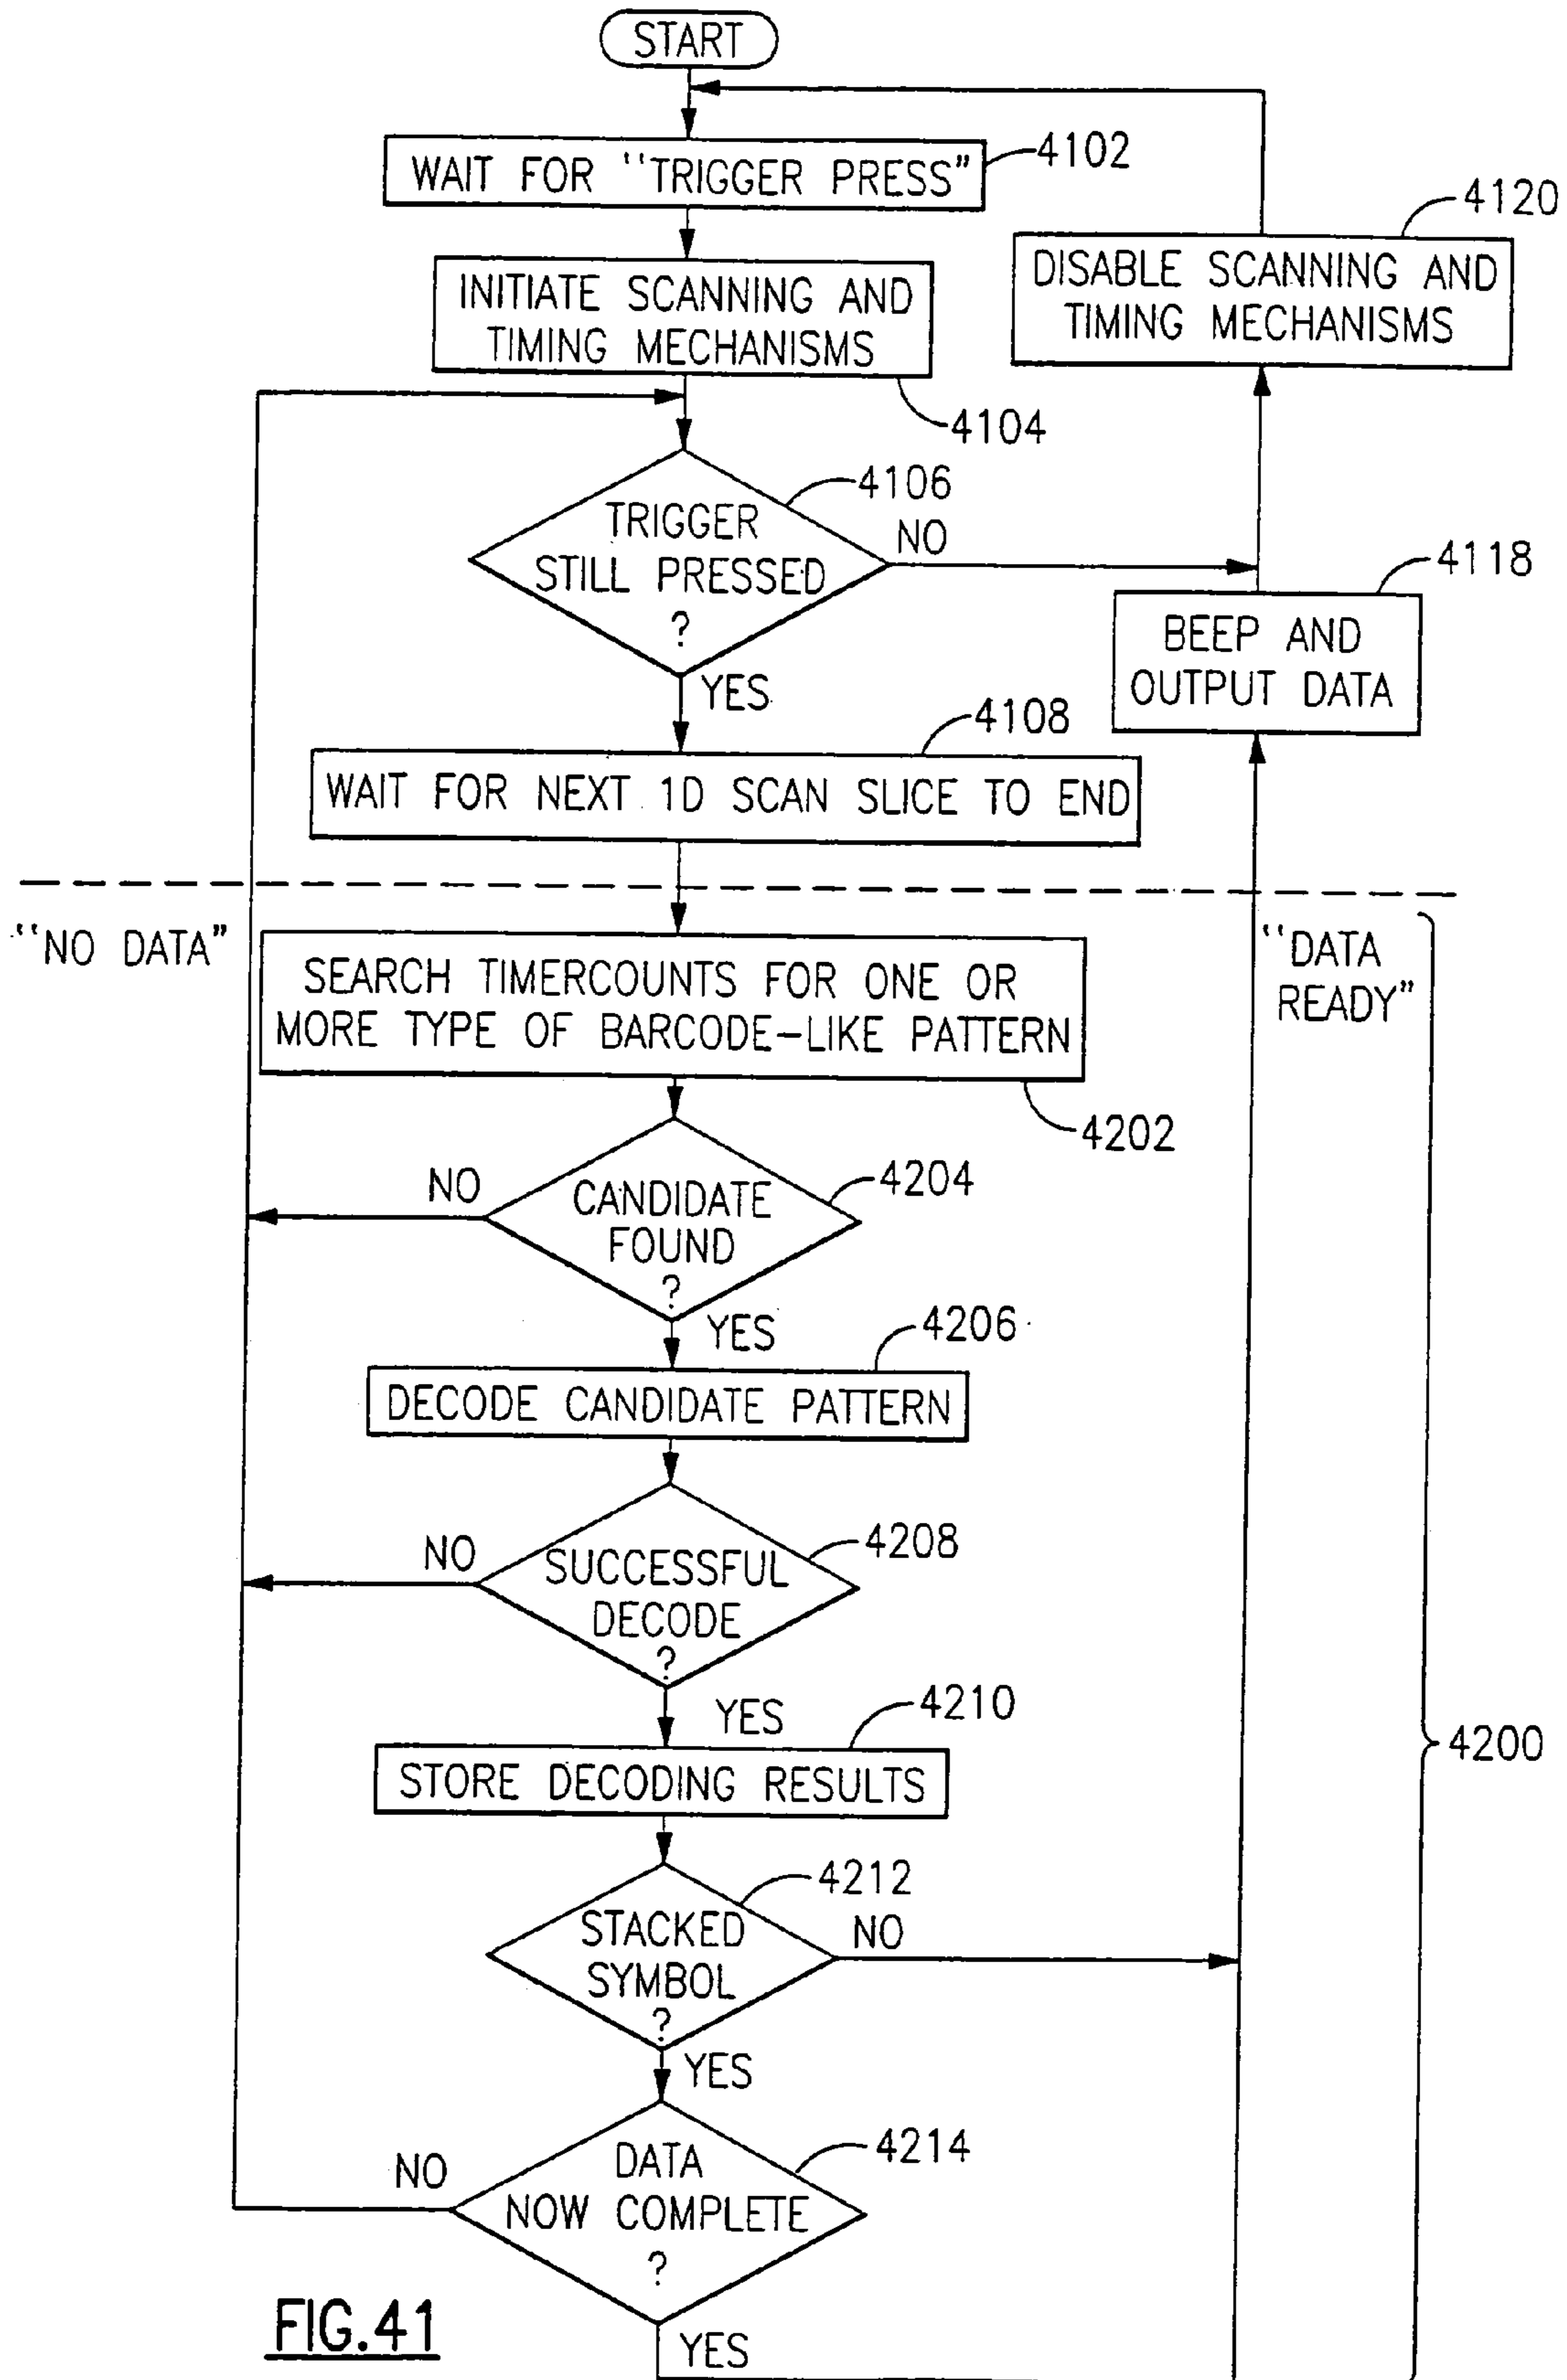 START
WAIT FOR "TRIGGER PRESS"
4102
4120
DISABLE SCANNING AND
TIMING MECHANISMS
INITIATE SCANNING AND
TIMING MECHANISMS
4104
4106
TRIGGER
STILL PRESSED
?
NO
YES
4118
BEEP AND
OUTPUT DATA
4108
WAIT FOR NEXT 1D SCAN SLICE TO END
"NO DATA"
"DATA
READY"
SEARCH TIMERCOUNTS FOR ONE OR
MORE TYPE OF BARCODE-LIKE PATTERN
4202
4204
NO
CANDIDATE
FOUND
?
YES
4206
DECODE CANDIDATE PATTERN
4208
NO
SUCCESSFUL
DECODE
?
YES
4210
STORE DECODING RESULTS
4200
4212
STACKED
SYMBOL
?
NO
YES
4214
NO
DATA
NOW COMPLETE
?
YES
FIG.41